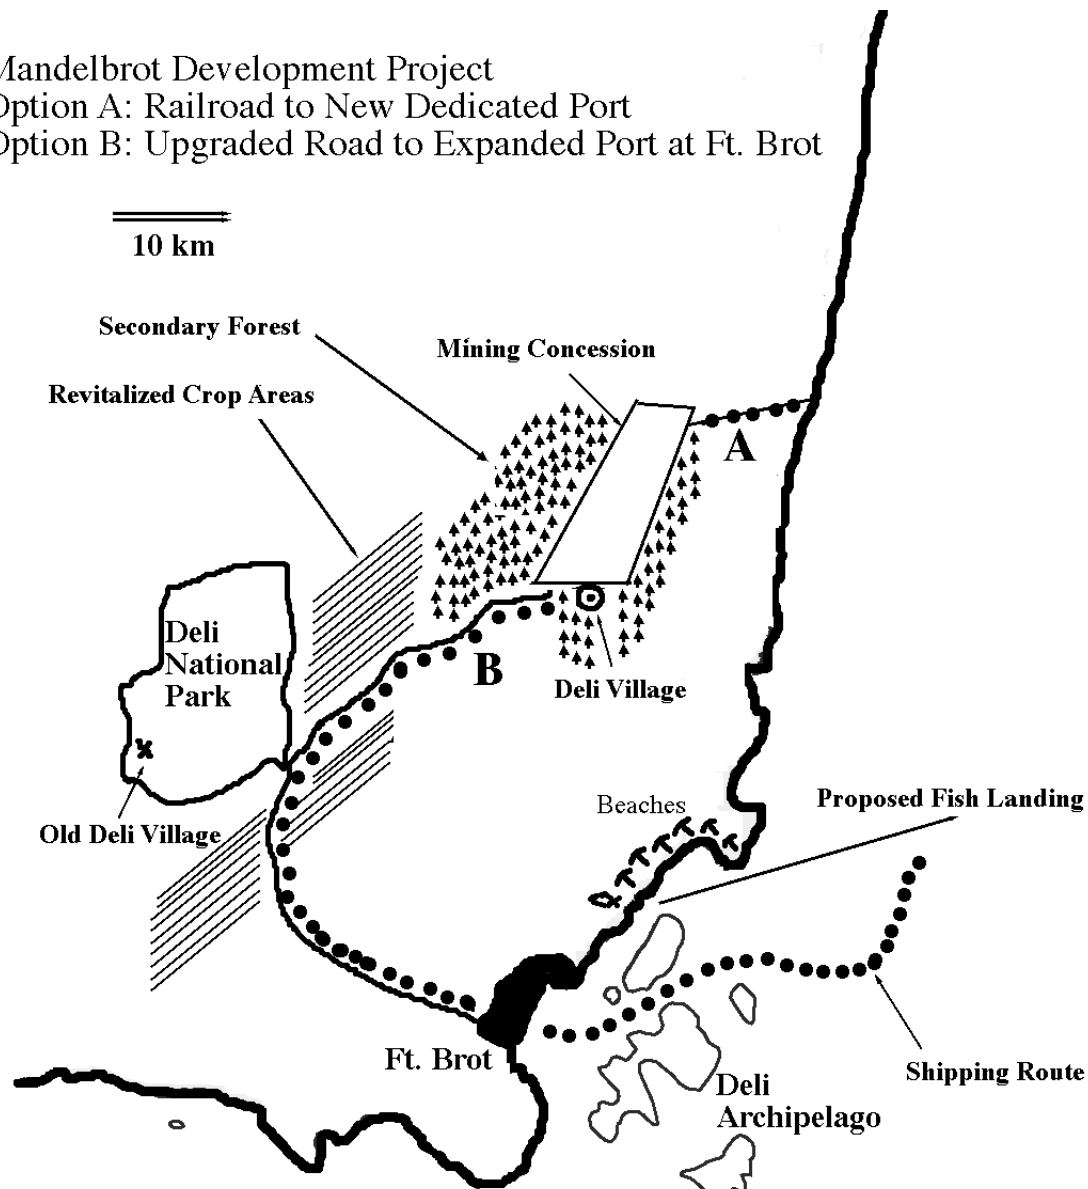 Mandelbrot Development Project
Option A: Railroad to New Dedicated Port
Option B: Upgraded Road to Expanded Port at Ft. Brot
10 km
Secondary Forest
Mining Concession
Revitalized Crop Areas
A
Deli
National
Park
B
Deli Village
Beaches
Proposed Fish Landing
Old Deli Village
Ft. Brot
Shipping Route
Deli
Archipelago